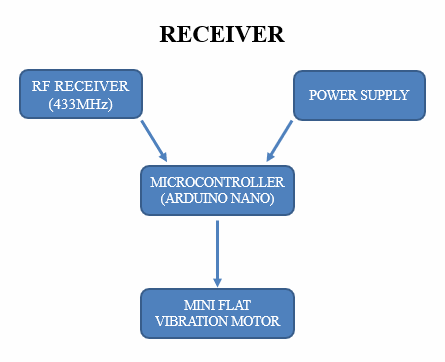 RECEIVER
RF RECEIVER
(433MHz)
POWER SUPPLY
MICROCONTROLLER
(ARDUINO NANO)
MINI FLAT
VIBRATION MOTOR